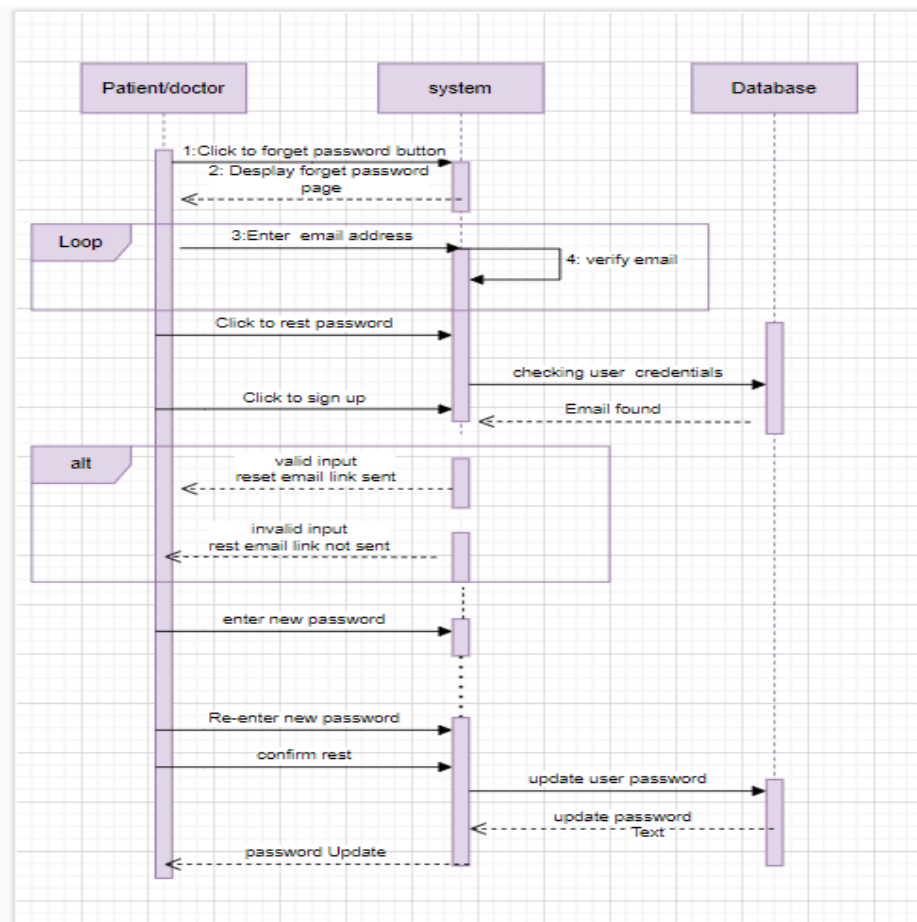 Patient/doctor
system
Database
1:Click to forget password button
2: Desplay forget password
page
Loop
3:Enter email address
4: verify email
Click to rest password
checking user credentials
Click to sign up
Email found
alt
valid input
reset email link sent
invalid input
rest email link not sent
enter new password
Re-enter new password
confirm rest
update user password
update password
Text
password Update